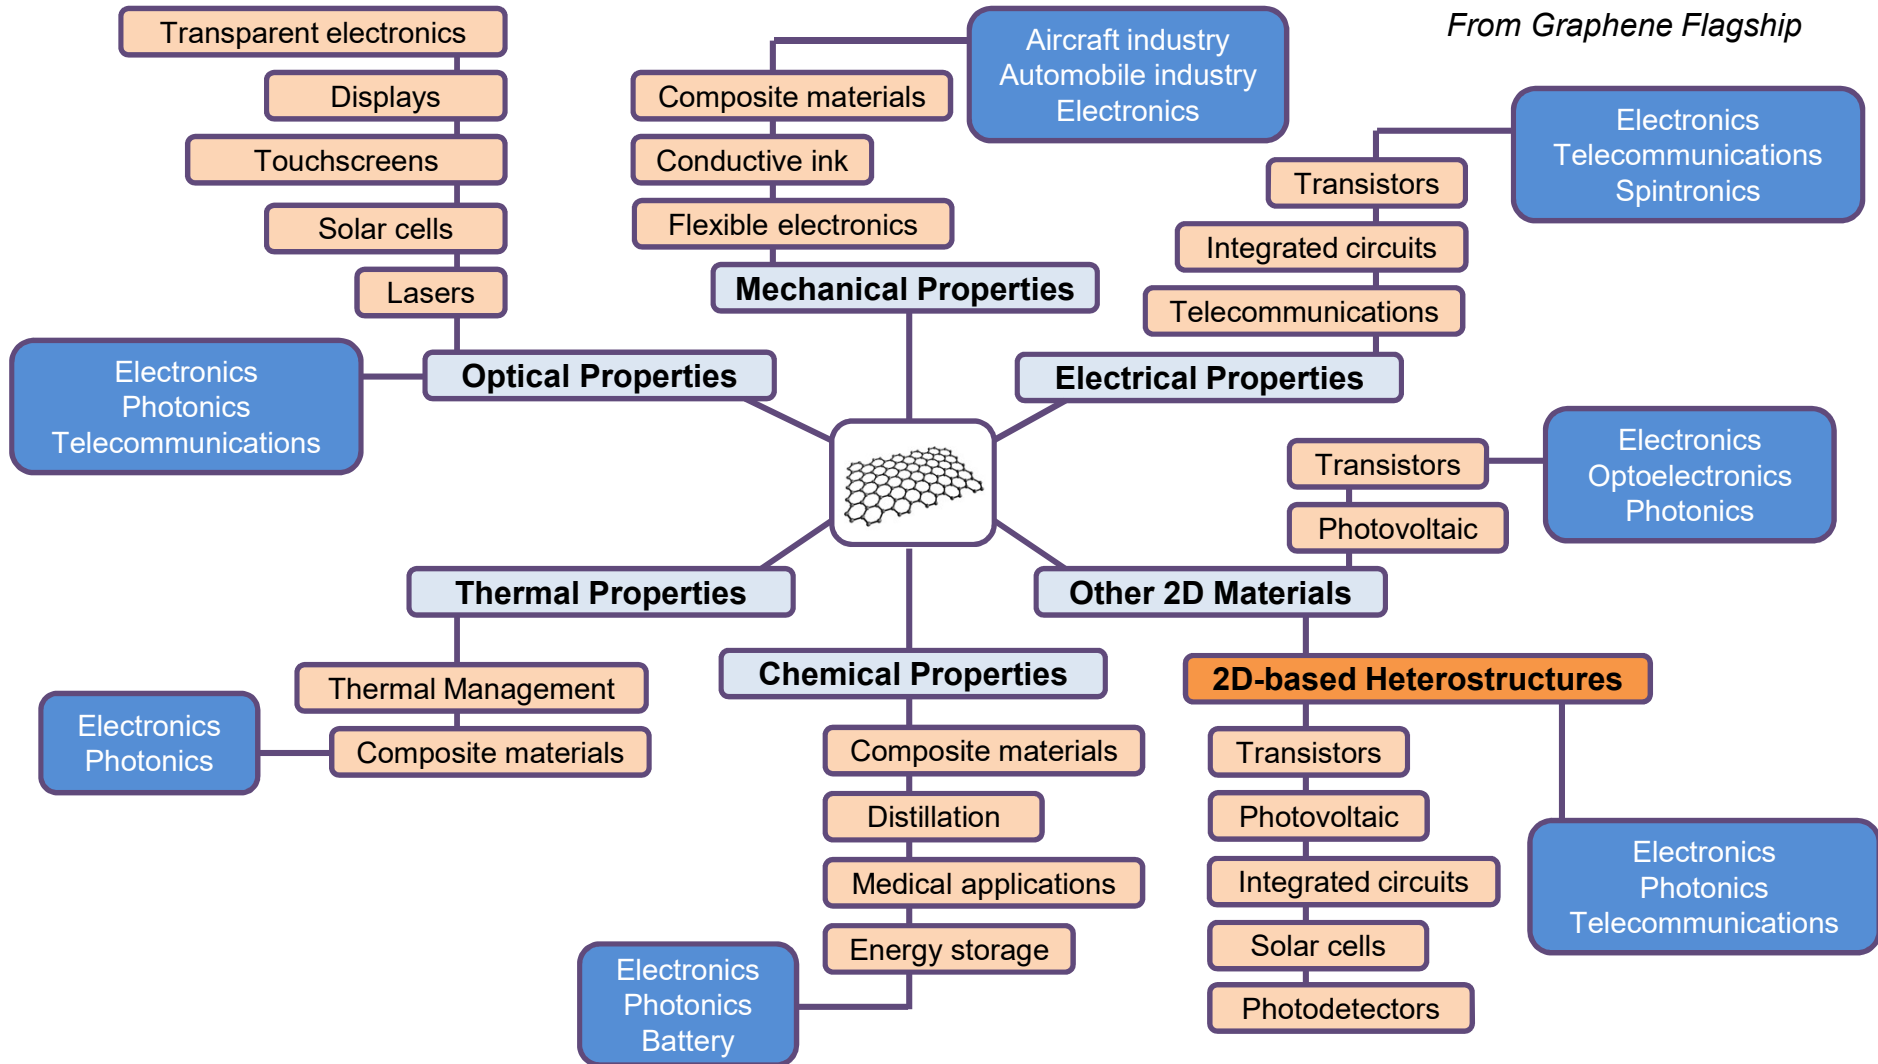 From Graphene Flagship
Transparent electronics
Displays
Touchscreens
Solar cells
Lasers
Optical Properties
Electronics
Photonics
Telecommunications
Aircraft industry
Automobile industry
Electronics
Composite materials
Conductive ink
Flexible electronics
Mechanical Properties
Electronics
Telecommunications
Spintronics
Transistors
Integrated circuits
Telecommunications
Electrical Properties
Electronics
Optoelectronics
Photonics
Transistors
Photovoltaic
Other 2D Materials
Thermal Properties
Thermal Management
Composite materials
Electronics
Photonics
Chemical Properties
Composite materials
Distillation
Medical applications
Energy storage
Electronics
Photonics
Battery
2D-based Heterostructures
Transistors
Photovoltaic
Integrated circuits
Solar cells
Photodetectors
Electronics
Photonics
Telecommunications